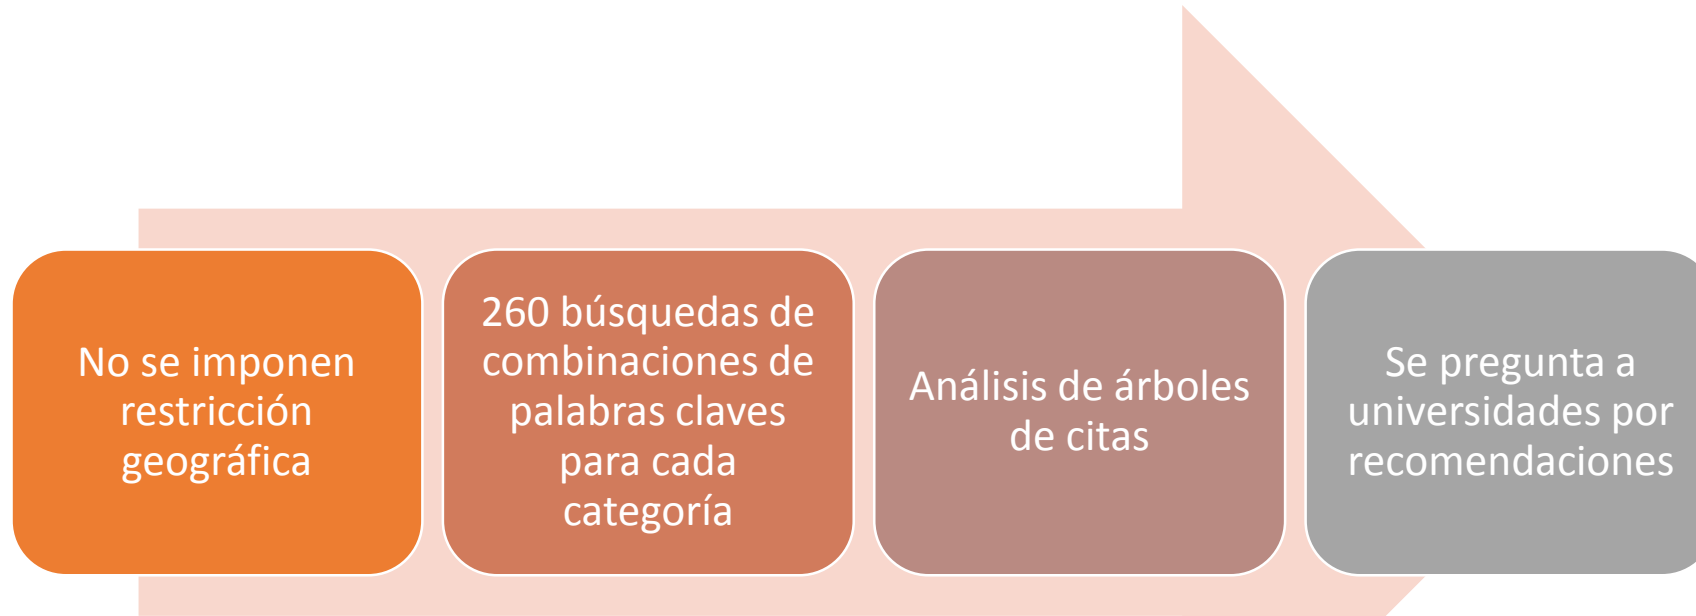 No se imponen
restricción
geográfica
260 búsquedas de
combinaciones de
palabras claves
para cada
categoría
Análisis de árboles
de citas
Se pregunta a
universidades por
recomendaciones